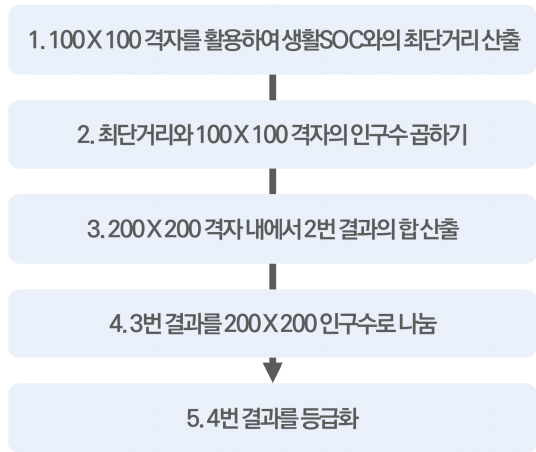 1. 100 X 100 격자를 활용하여 생활SOC와의 최단거리 산출
2. 최단거리와 100 X 100 격자의 인구수 곱하기
3. 200 X 200 격자 내에서 2번 결과의 합 산출
4. 3번 결과를 200 X 200 인구수로 나눔
5. 4번 결과를 등급화